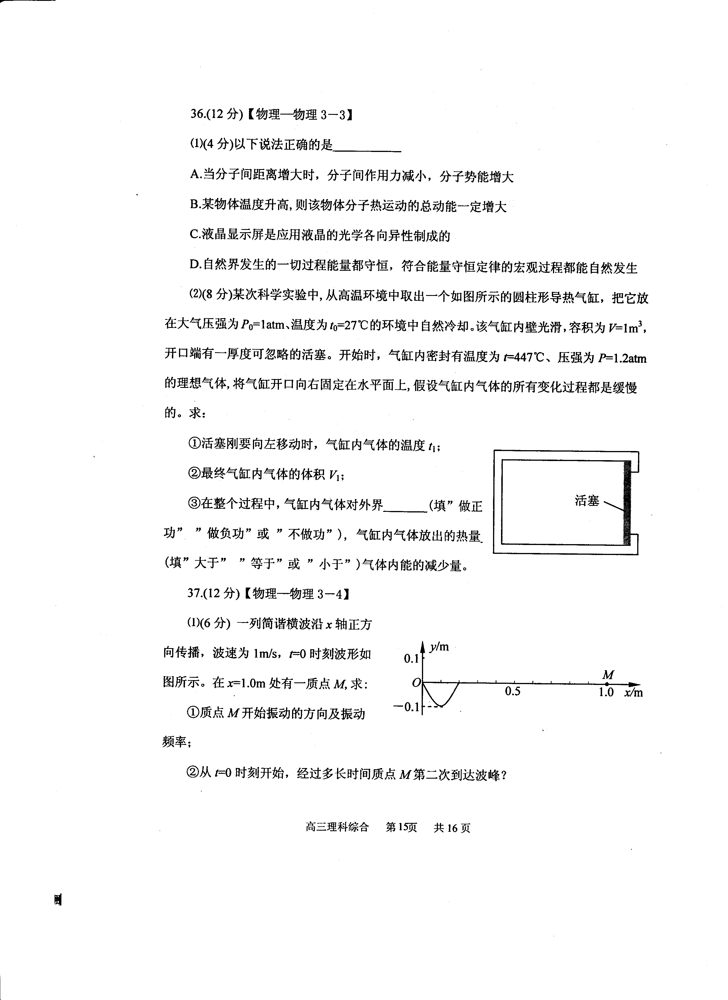 36.(12 分)【物理—物理 3－3】
⑴(4 分)以下说法正确的是__________
A.当分子间距离增大时，分子间作用力减小，分子势能增大
B.某物体温度升高,则该物体分子热运动的总动能一定增大
C.液晶显示屏是应用液晶的光学各向异性制成的
D.自然界发生的一切过程能量都守恒，符合能量守恒定律的宏观过程都能自然发生
⑵(8 分)某次科学实验中,从高温环境中取出一个如图所示的圆柱形导热气缸，把它放
在大气压强为 P₀=1atm、温度为 t₀=27℃的环境中自然冷却。该气缸内壁光滑,容积为 V=1m³，
开口端有一厚度可忽略的活塞。开始时，气缸内密封有温度为 t=447℃、压强为 P=1.2atm
的理想气体,将气缸开口向右固定在水平面上,假设气缸内气体的所有变化过程都是缓慢
的。求：
①活塞刚要向左移动时，气缸内气体的温度 t₁；
②最终气缸内气体的体积 V₁；
③在整个过程中,气缸内气体对外界______(填”做正
功” ”做负功”或 ”不做功”)，气缸内气体放出的热量
(填”大于” ”等于”或 ”小于”)气体内能的减少量。
活塞
37.(12 分)【物理—物理 3－4】
⑴(6 分) 一列简谐横波沿 x 轴正方
向传播，波速为 1m/s，t=0 时刻波形如
图所示。在 x=1.0m 处有一质点 M,求：
①质点 M 开始振动的方向及振动
频率；
y/m
0.1
O
－0.1
0.5
M
1.0
x/m
②从 t=0 时刻开始，经过多长时间质点 M 第二次到达波峰？
高三理科综合 第15页 共 16 页